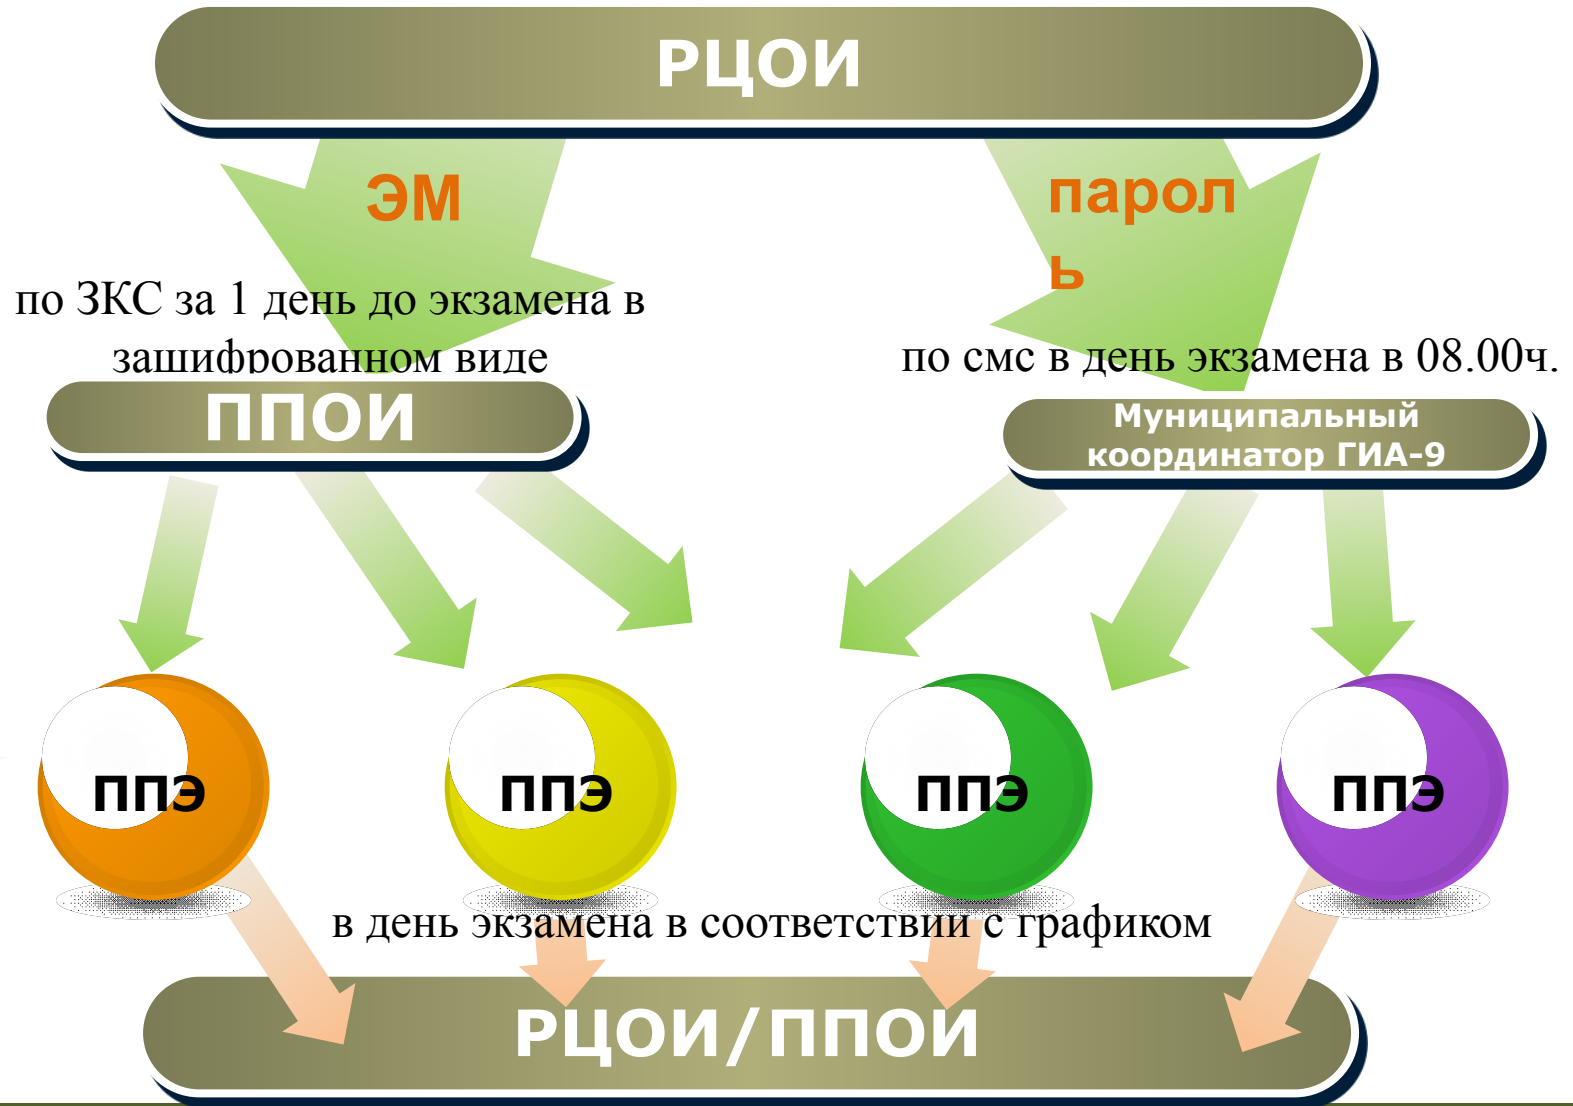 РЦОИ
ЭМ
парол
ь
по ЗКС за 1 день до экзамена в
зашифрованном виде
по смс в день экзамена в 08.00ч.
ППОИ
Муниципальный
координатор ГИА-9
ППЭ
ППЭ
ППЭ
ППЭ
в день экзамена в соответствии с графиком
РЦОИ/ППОИ